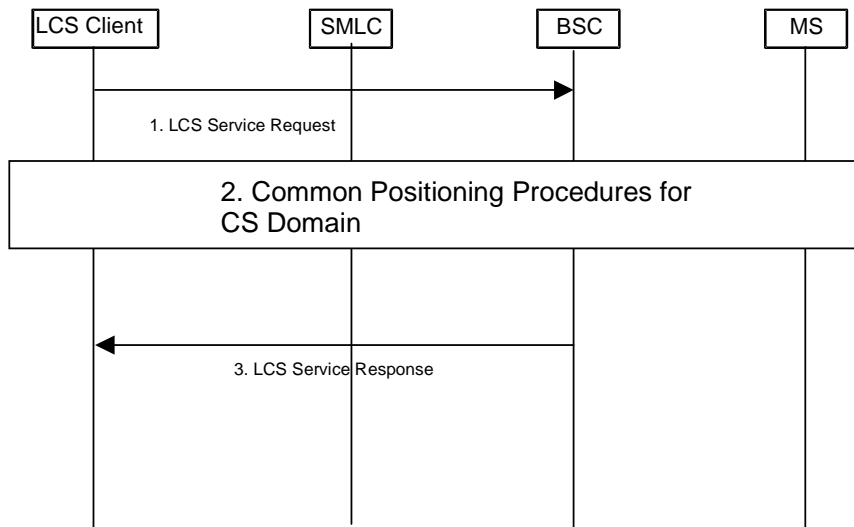 LCS Client
SMLC
BSC
MS
1. LCS Service Request
2. Common Positioning Procedures for
CS Domain
3. LCS Service Response